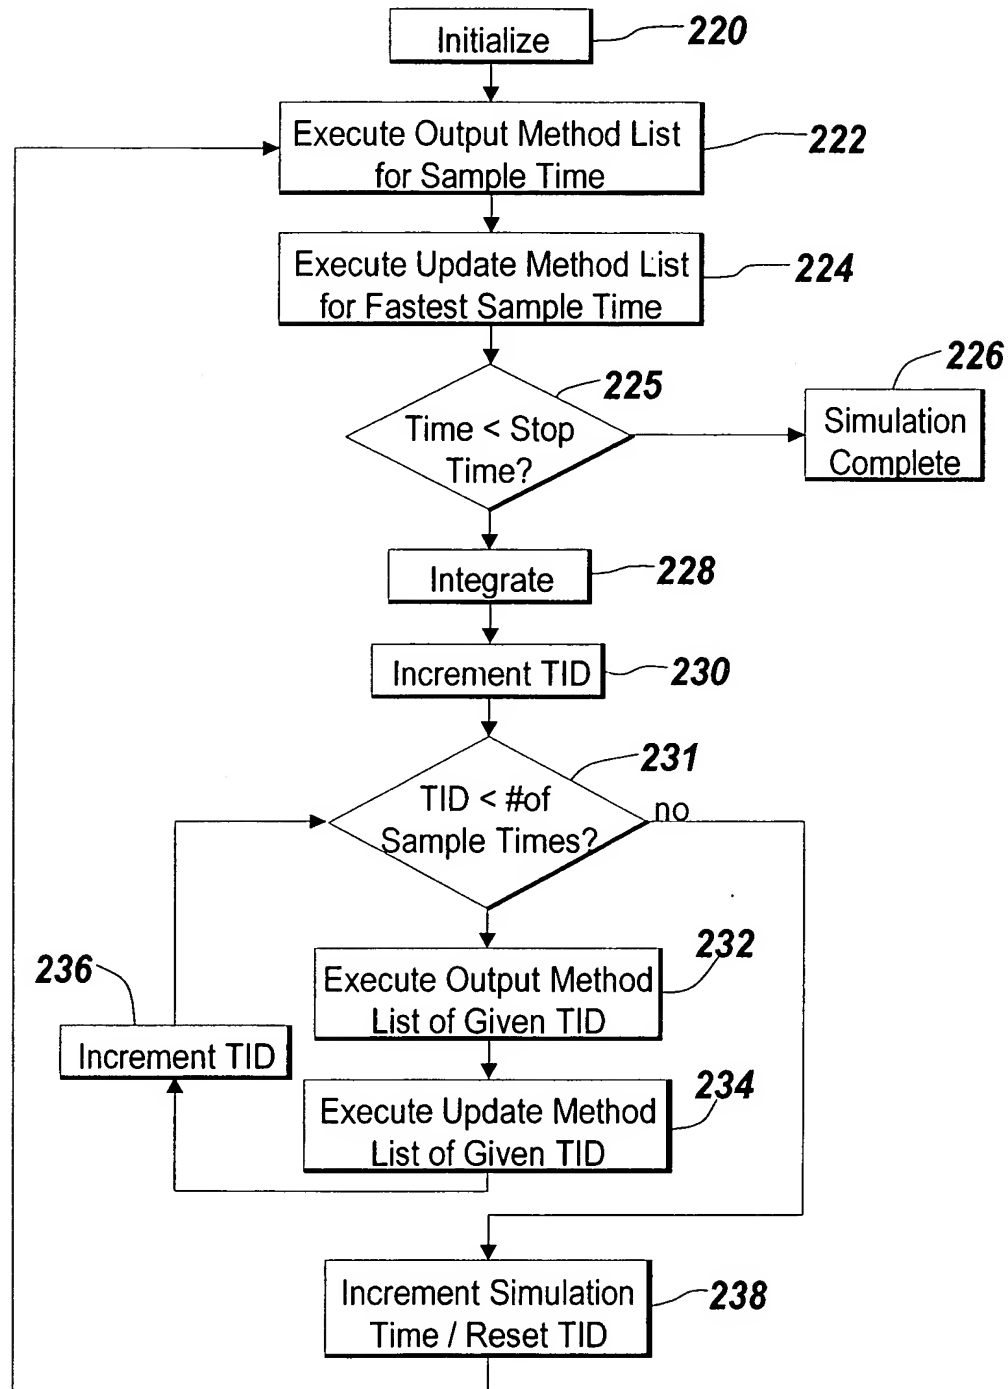 Initialize
220
Execute Output Method List
for Sample Time
222
Execute Update Method List
for Fastest Sample Time
224
Time < Stop
Time?
225
226
Simulation
Complete
Integrate
228
Increment TID
230
231
TID < #of
Sample Times?
no
232
Execute Output Method
List of Given TID
236
Increment TID
234
Execute Update Method
List of Given TID
Increment Simulation
Time / Reset TID
238